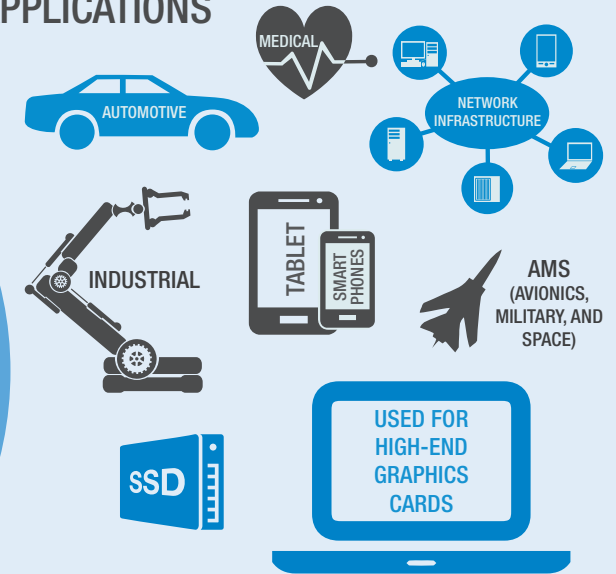 PPLICATIONS
MEDICAL
AUTOMOTIVE
NETWORK
INFRASTRUCTURE
INDUSTRIAL
TABLET
SMART
PHONES
AMS
(AVIONICS,
MILITARY, AND
SPACE)
SSD
USED FOR
HIGH-END
GRAPHICS
CARDS